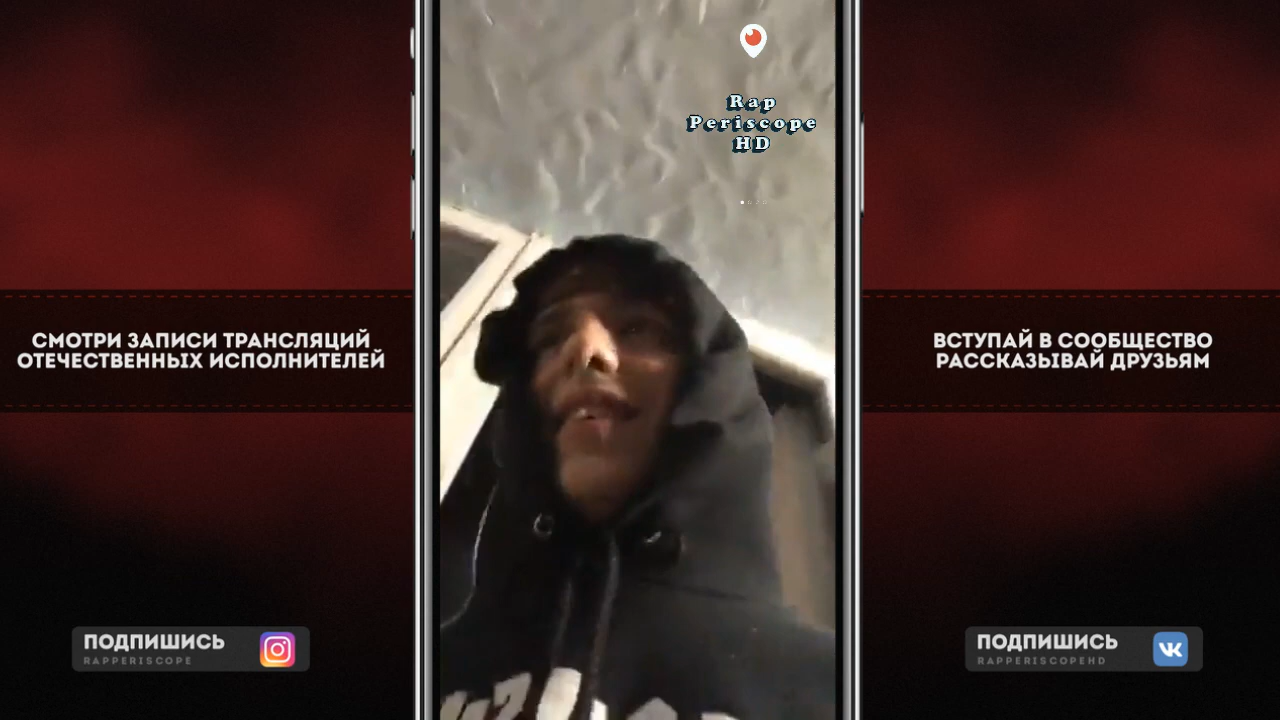 Rap
Periscope
HD
СМОТРИ ЗАПИСИ ТРАНСЛЯЦИЙ
ОТЕЧЕСТВЕННЫХ ИСПОЛНИТЕЛЕЙ
ВСТУПАЙ В СООБЩЕСТВО
РАССКАЗЫВАЙ ДРУЗЬЯМ
ПОДПИШИСЬ
RAPPERISCOPE
ПОДПИШИСЬ
RAPPERISCOPEHD